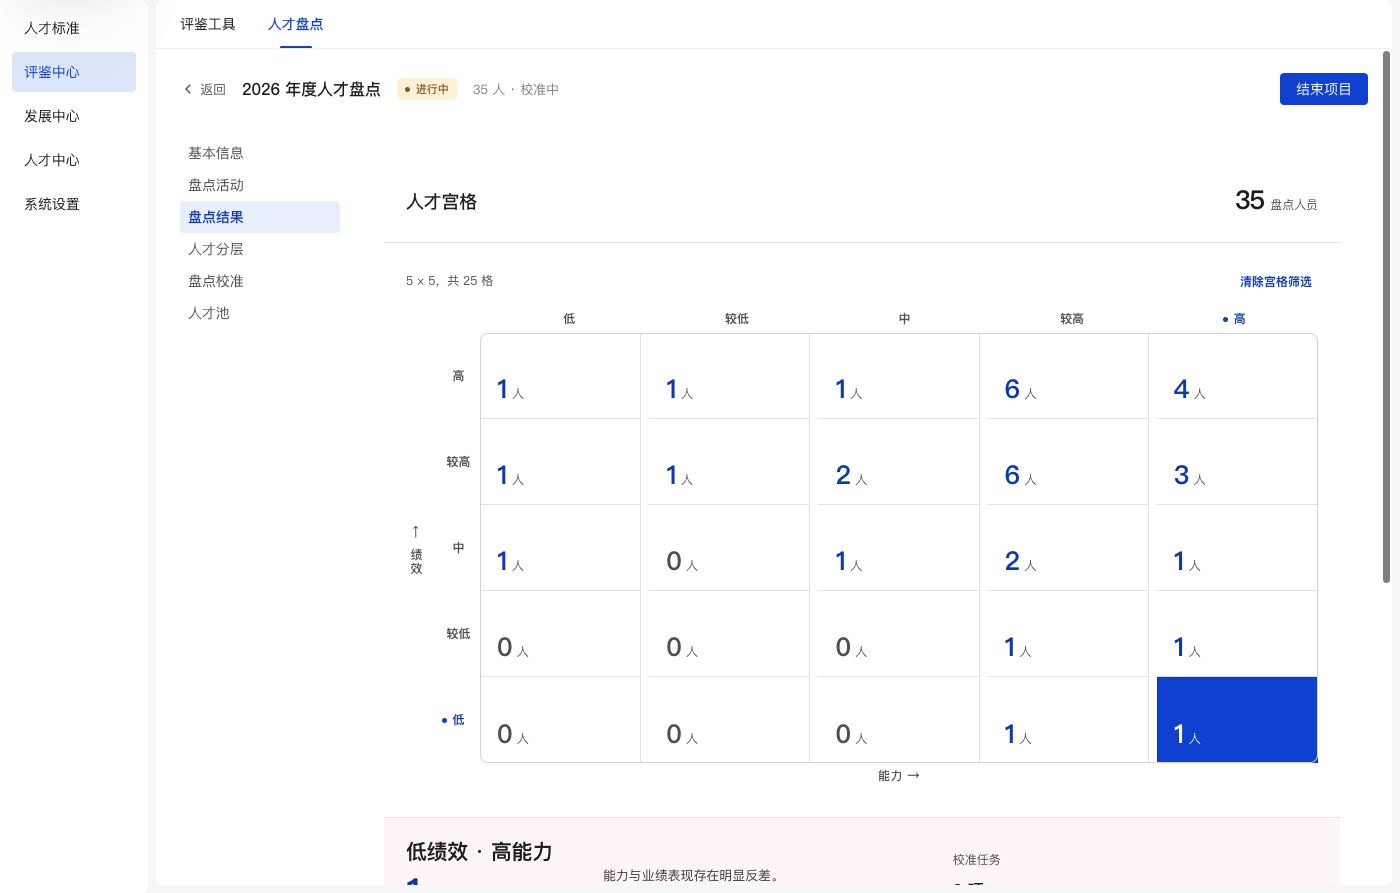 人才标准
评鉴中心
发展中心
人才中心
系统设置
评鉴工具 人才盘点
返回 2026 年度人才盘点 进行中 35 人 · 校准中 结束项目
基本信息
盘点活动
盘点结果
人才分层
盘点校准
人才池
人才宫格 35 盘点人员
5 × 5，共 25 格 清除宫格筛选
低 较低 中 较高 • 高
高 1 人 1 人 1 人 6 人 4 人
较高 1 人 1 人 2 人 6 人 3 人
↑ 绩效
中 1 人 0 人 1 人 2 人 1 人
较低 0 人 0 人 0 人 1 人 1 人
• 低 0 人 0 人 0 人 1 人 1 人
能力 →
低绩效 · 高能力
校准任务
能力与业绩表现存在明显反差。